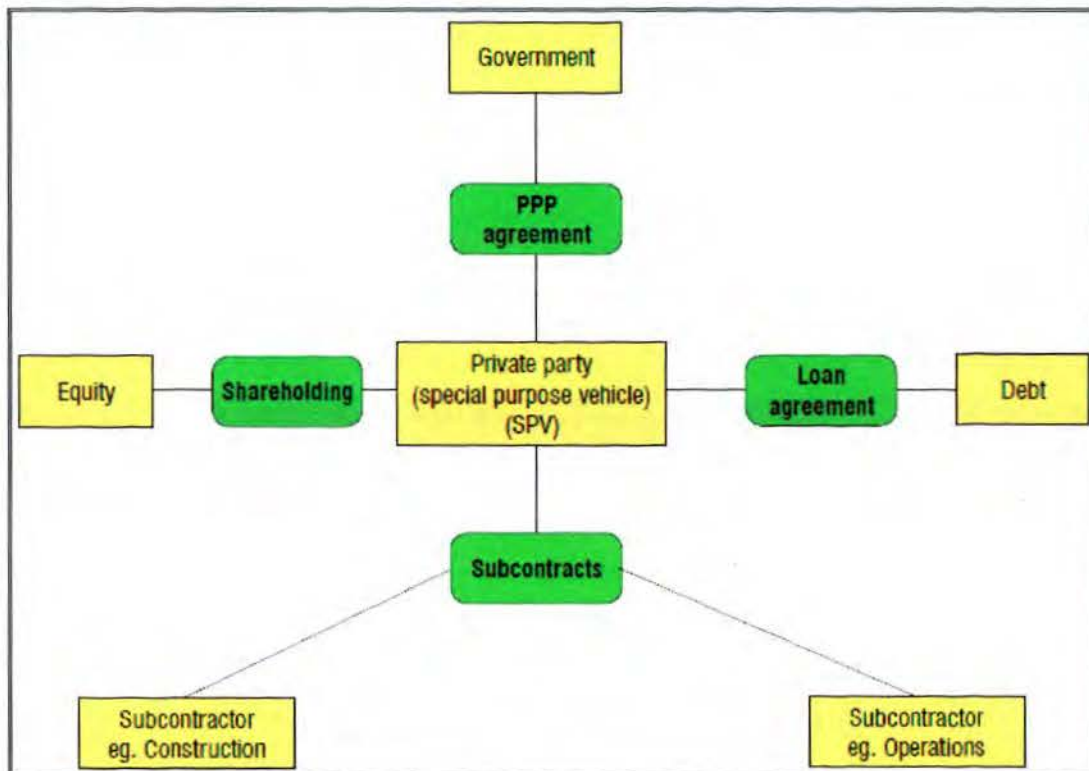 Government
PPP
agreement
Equity
Shareholding
Private party
(special purpose vehicle)
(SPV)
Loan
agreement
Debt
Subcontracts
Subcontractor
eg. Construction
Subcontractor
eg. Operations